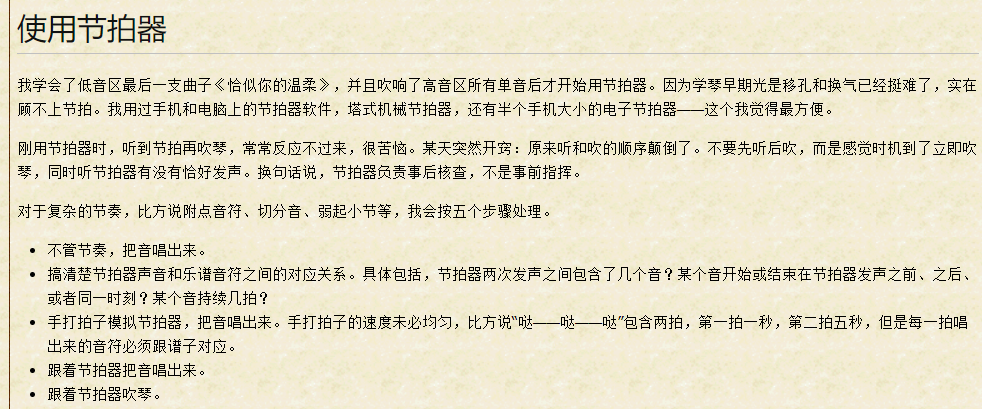 使用节拍器
我学会了低音区最后一支曲子《恰似你的温柔》，并且吹响了高音区所有单音后才开始用节拍器。因为学琴早期光是移孔和换气已经挺难了，实在
顾不上节拍。我用过手机和电脑上的节拍器软件，塔式机械节拍器，还有半个手机大小的电子节拍器——这个我觉得最方便。
刚用节拍器时，听到节拍再吹琴，常常反应不过来，很苦恼。某天突然开窍：原来听和吹的顺序颠倒了。不要先听后吹，而是感觉时机到了立即吹
琴，同时听节拍器有没有恰好发声。换句话说，节拍器负责事后核查，不是事前指挥。
对于复杂的节奏，比方说附点音符、切分音、弱起小节等，我会按五个步骤处理。
• 不管节奏，把音唱出来。
• 搞清楚节拍器声音和乐谱音符之间的对应关系。具体包括，节拍器两次发声之间包含了几个音？某个音开始或结束在节拍器发声之前、之后、
或者同一时刻？某个音持续几拍？
• 手打拍子模拟节拍器，把音唱出来。手打拍子的速度未必均匀，比方说“哒——哒——哒”包含两拍，第一拍一秒，第二拍五秒，但是每一拍唱
出来的音符必须跟谱子对应。
• 跟着节拍器把音唱出来。
• 跟着节拍器吹琴。